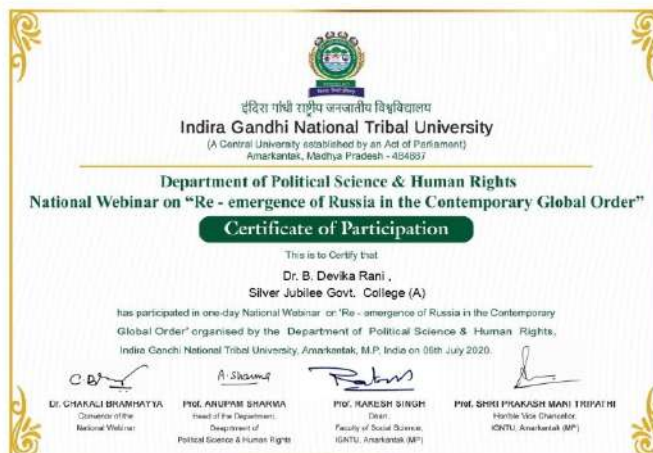 इंदिरा गांधी राष्ट्रीय जनजातीय विश्वविद्यालय
Indira Gandhi National Tribal University
(A Central University established by an Act of Parliament)
Amarkantak, Madhya Pradesh - 484887
Department of Political Science & Human Rights
National Webinar on “Re - emergence of Russia in the Contemporary Global Order”
Certificate of Participation
This is to Certify that
Dr. B. Devika Rani ,
Silver Jubilee Govt. College (A)
has participated in one-day National Webinar on 'Re - emergence of Russia in the Contemporary
Global Order' organised by the Department of Political Science & Human Rights,
Indira Gandhi National Tribal University, Amarkantak, M.P. India on 06th July 2020.
A. Sharma
Dr. CHAKALI BRAMHAYYA
Convenor of the
National Webinar
Prof. ANUPAM SHARMA
Head of the Department,
Department of
Political Science & Human Rights
Prof. RAKESH SINGH
Dean,
Faculty of Social Science,
IGNTU, Amarkantak (MP)
Prof. SHRI PRAKASH MANI TRIPATHI
Hon'ble Vice Chancellor,
IGNTU, Amarkantak (MP)